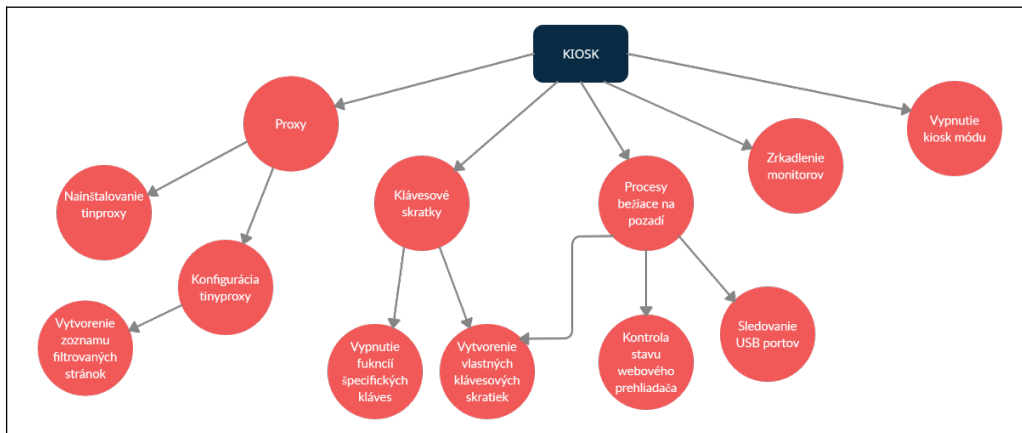 KIOSK
Proxy
Vypnutie
kiosk módu
Zrkadlenie
monitorov
Nainštalovanie
tinproxy
Klávesové
skratky
Procesy
bežiace na
pozadí
Konfigurácia
tinyproxy
Vytvorenie
zoznamu
filtrovaných
stránok
Vypnutie
fukncií
špecifických
kláves
Vytvorenie
vlastných
klávesových
skratiek
Kontrola
stavu
webového
prehliadača
Sledovanie
USB portov